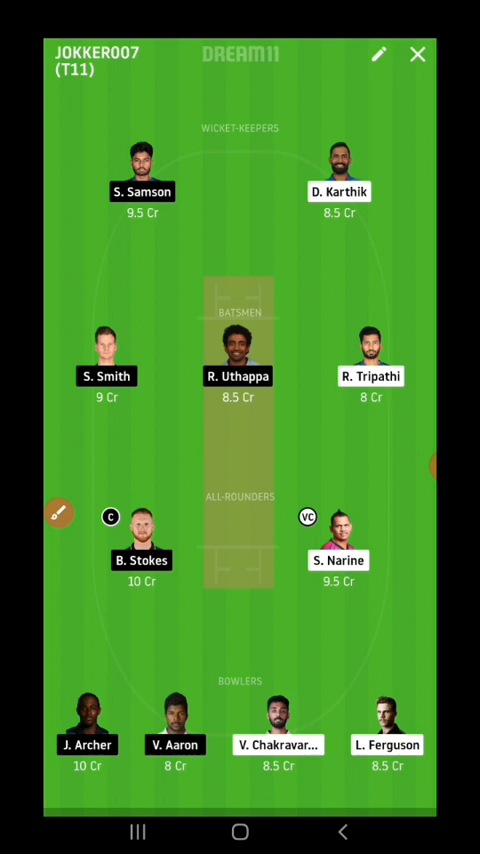 JOKKER007
(T11)
DREAM11
WICKET-KEEPERS
S. Samson
D. Karthik
9.5 Cr
8.5 Cr
BATSMEN
S. Smith
R. Uthappa
R. Tripathi
9 Cr
8.5 Cr
8 Cr
ALL-ROUNDERS
C
VC
B. Stokes
S. Narine
10 Cr
9.5 Cr
BOWLERS
J. Archer
V. Aaron
V. Chakravar...
L. Ferguson
10 Cr
8 Cr
8.5 Cr
8.5 Cr